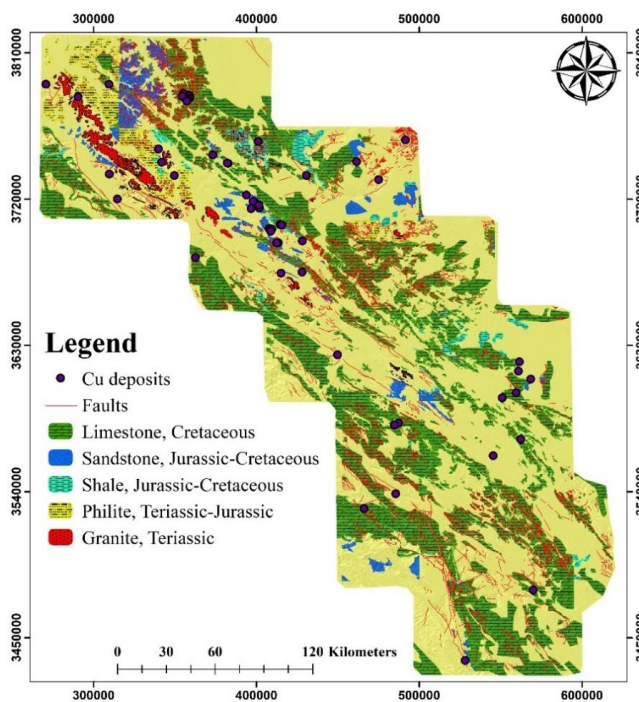 300000 400000 500000 600000
3810000
3720000
3630000
3540000
3450000
Legend
Cu deposits
Faults
Limestone, Cretaceous
Sandstone, Jurassic-Cretaceous
Shale, Jurassic-Cretaceous
Philite, Teriassic-Jurassic
Granite, Teriassic
0 30 60 120 Kilometers
300000 400000 500000 600000